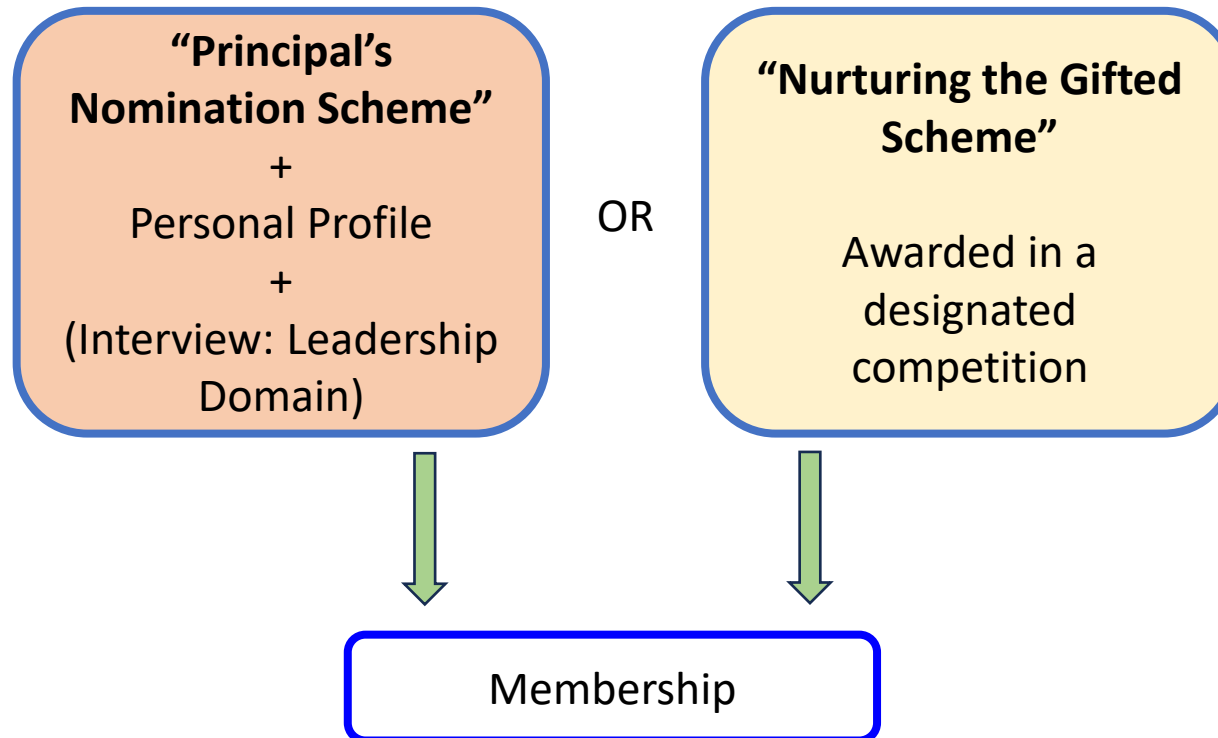 “Principal’s
Nomination Scheme”
+
Personal Profile
+
(Interview: Leadership
Domain)
OR
“Nurturing the Gifted
Scheme”
Awarded in a
designated
competition
Membership